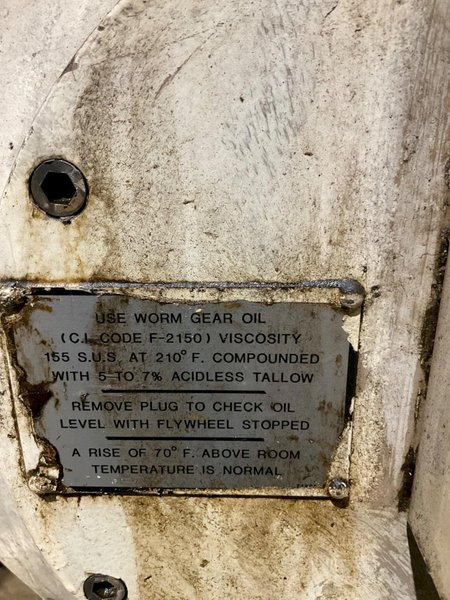 USE WORM GEAR OIL
(C.I. CODE F-2150) VISCOSITY
155 S.U.S. AT 210° F. COMPOUNDED
WITH 5 TO 7% ACIDLESS TALLOW
REMOVE PLUG TO CHECK OIL
LEVEL WITH FLYWHEEL STOPPED
A RISE OF 70° F. ABOVE ROOM
TEMPERATURE IS NORMAL